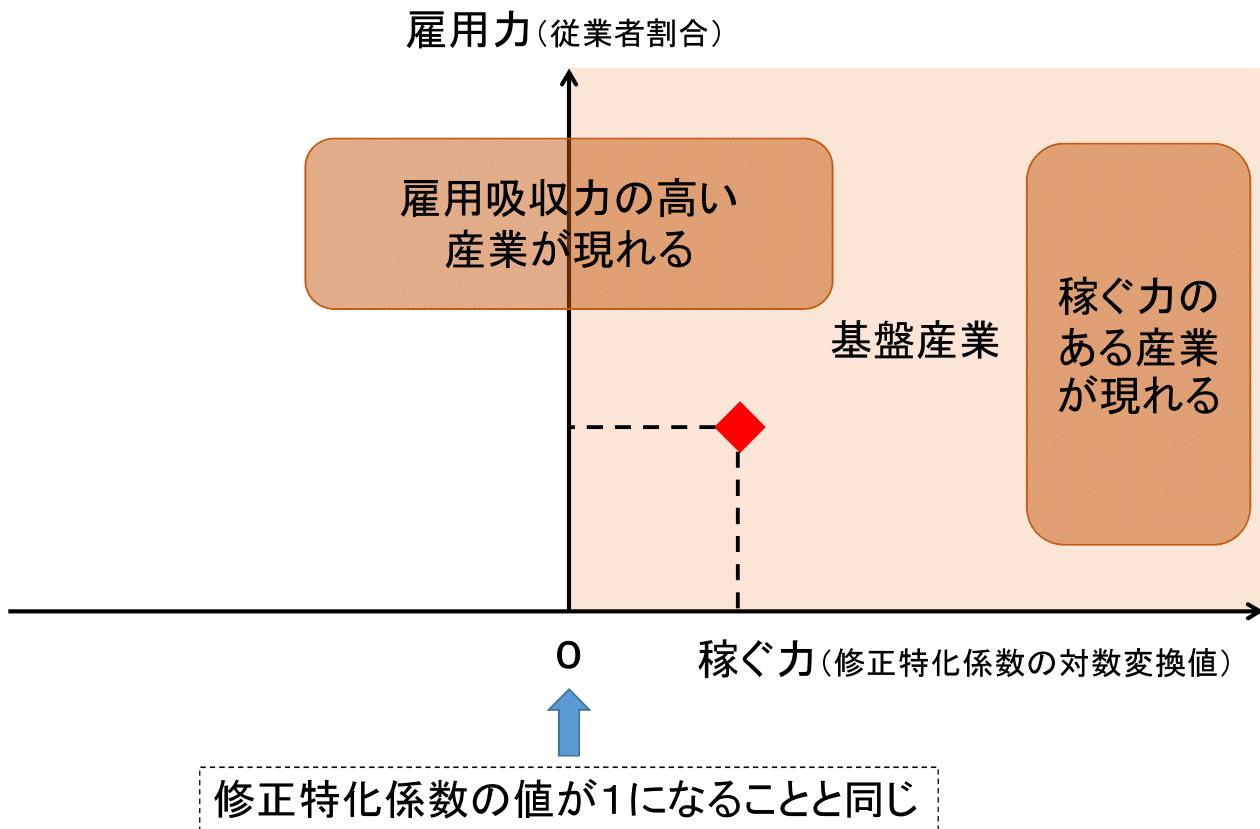 雇用力（従業者割合）
雇用吸収力の高い
産業が現れる
基盤産業
稼ぐ力の
ある産業
が現れる
0
稼ぐ力（修正特化係数の対数変換値）
修正特化係数の値が１になることと同じ